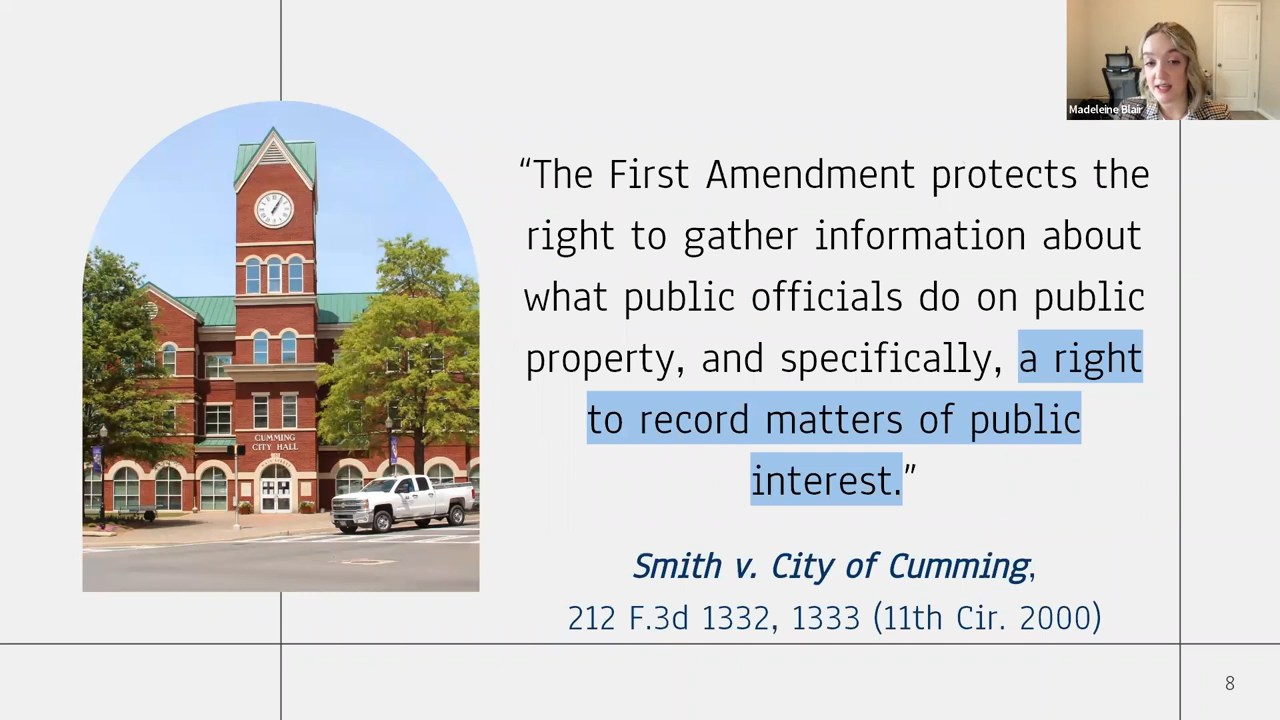 Madeleine Blair
“The First Amendment protects the
right to gather information about
what public officials do on public
property, and specifically, a right
to record matters of public
interest.”
Smith v. City of Cumming,
212 F.3d 1332, 1333 (11th Cir. 2000)
CUMMING
CITY HALL
8